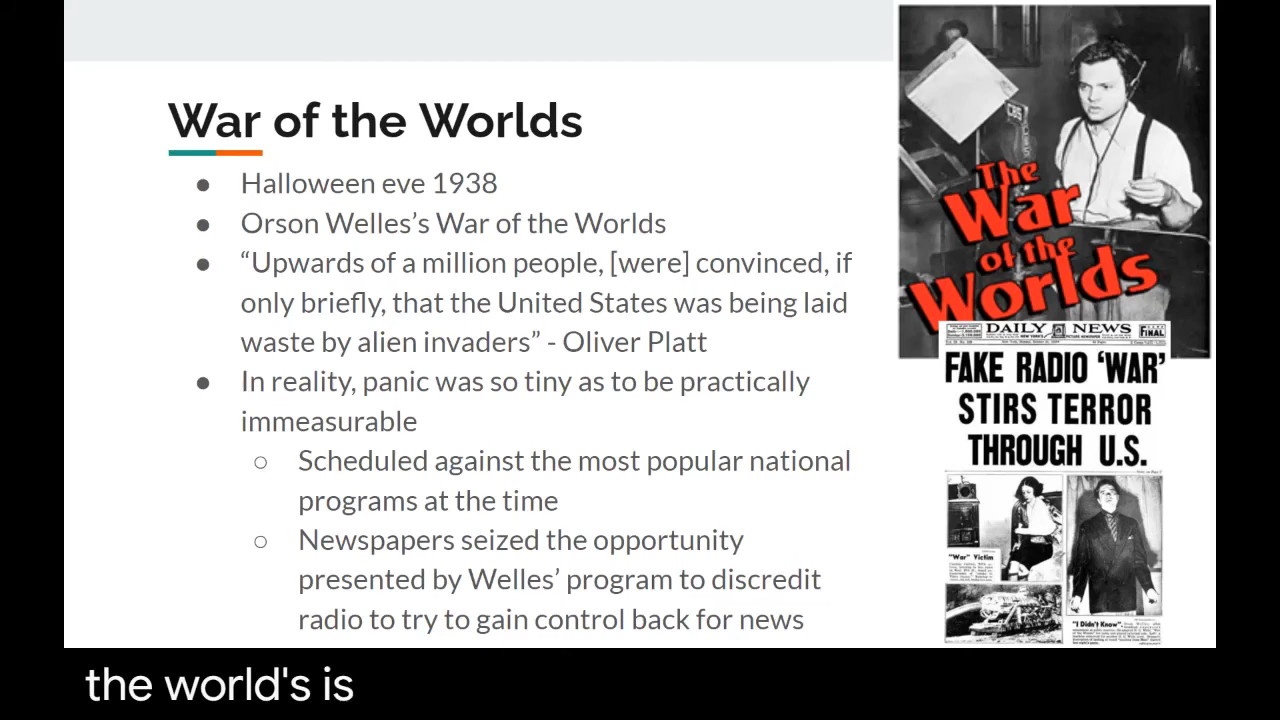 War of the Worlds
● Halloween eve 1938
● Orson Welles’s War of the Worlds
● “Upwards of a million people, [were] convinced, if
only briefly, that the United States was being laid
waste by alien invaders” - Oliver Platt
● In reality, panic was so tiny as to be practically
immeasurable
○ Scheduled against the most popular national
programs at the time
○ Newspapers seized the opportunity
presented by Welles’ program to discredit
radio to try to gain control back for news
CBS
The
War
of the
Worlds
DAILY NEWS
FINAL
FAKE RADIO ‘WAR’
STIRS TERROR
THROUGH U.S.
"War" Victim
"I Didn't Know"
the world's is